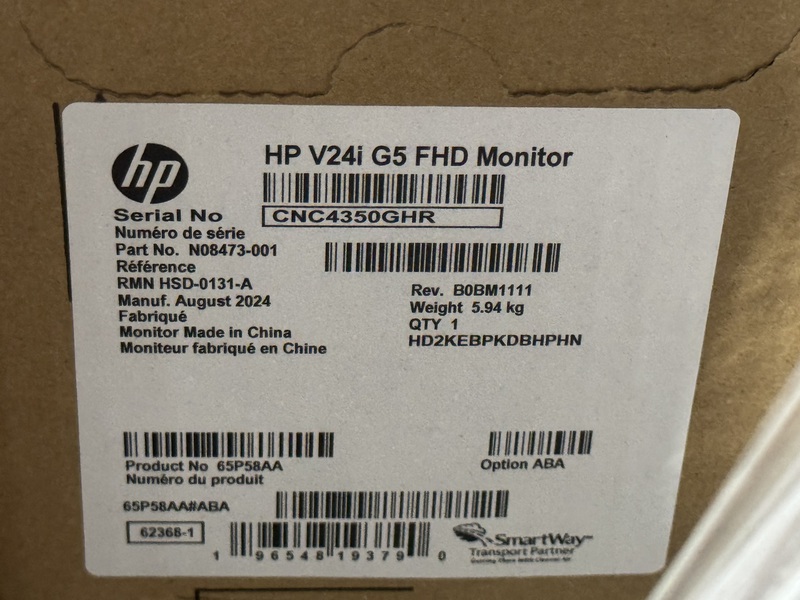 hp
HP V24i G5 FHD Monitor
Serial No CNC4350GHR
Numéro de série
Part No. N08473-001
Référence
RMN HSD-0131-A
Manuf. August 2024
Fabriqué
Monitor Made in China
Moniteur fabriqué en Chine
Rev. B0BM1111
Weight 5.94 kg
QTY 1
HD2KEBPKDBHPHN
Product No 65P58AA
Numéro du produit
Option ABA
65P58AA#ABA
62368-1
1 96548 19379 0
SmartWay
Transport Partner